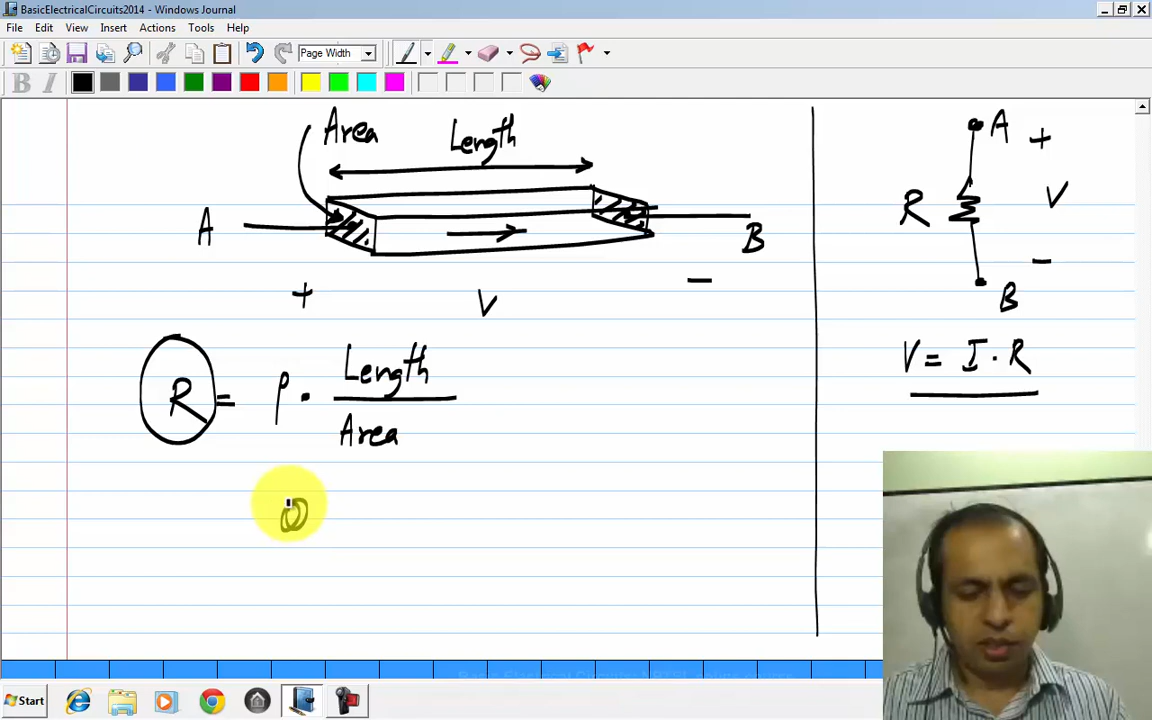 BasicElectricalCircuits2014 - Windows Journal
File Edit View Insert Actions Tools Help
Page Width
B I
Area Length
A B
+ V −
R = ρ · Length
Area
A +
R V
−
B
V = I · R
Start